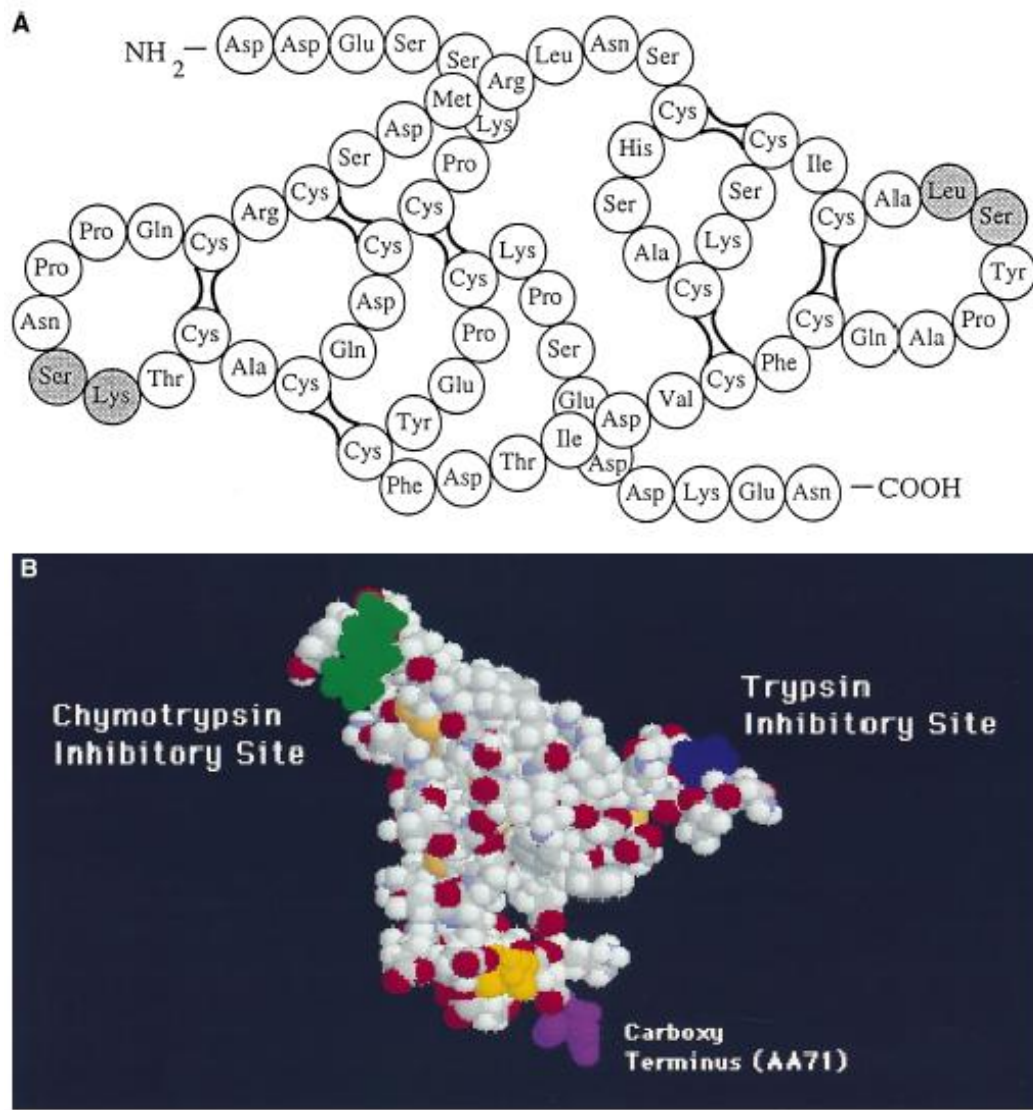 A
NH2 – Asp Asp Glu Ser Ser Lys Pro Cys
Cys Asp Gln Cys Ala Cys Thr Lys Ser Asn Pro Pro Gln Cys Arg Cys Ser Asp Met Arg Leu Asn Ser Cys
His Ser Ala Cys Lys Ser Cys Ile Cys Ala Leu Ser Tyr Pro Ala Gln Cys Phe Cys Val Asp Ile Thr Asp Phe Cys
Tyr Glu Pro Cys Lys Pro Ser Glu Asp Asp Lys Glu Asn –COOH
B
Chymotrypsin
Inhibitory Site
Trypsin
Inhibitory Site
Carboxy
Terminus (AA71)